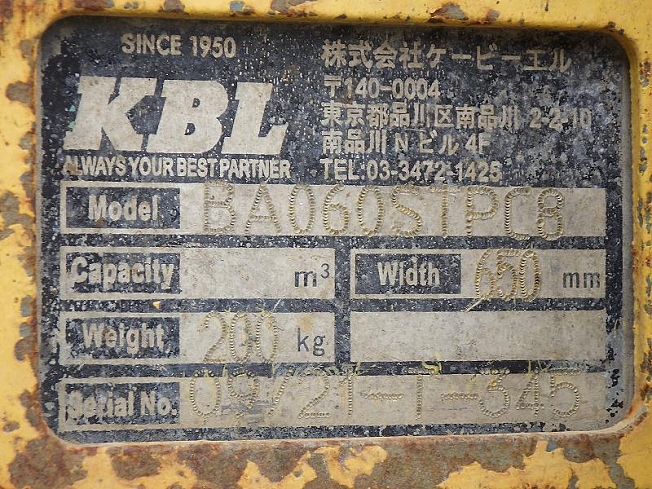 SINCE 1950
KBL
ALWAYS YOUR BEST PARTNER
株式会社ケービーエル
〒140-0004
東京都品川区南品川 2-2-10
南品川Nビル 4F
TEL:03-3472-1425
Model BA060STPC8
Capacity m³ Width 650 mm
Weight 200 kg
Serial No.